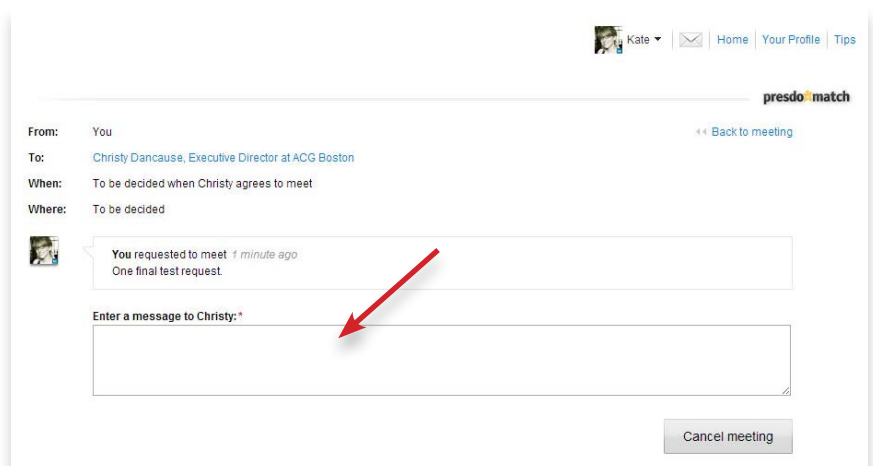 Kate Home Your Profile Tips
presdo match
From: You Back to meeting
To: Christy Dancause, Executive Director at ACG Boston
When: To be decided when Christy agrees to meet
Where: To be decided
You requested to meet 1 minute ago
One final test request.
Enter a message to Christy:*
Cancel meeting